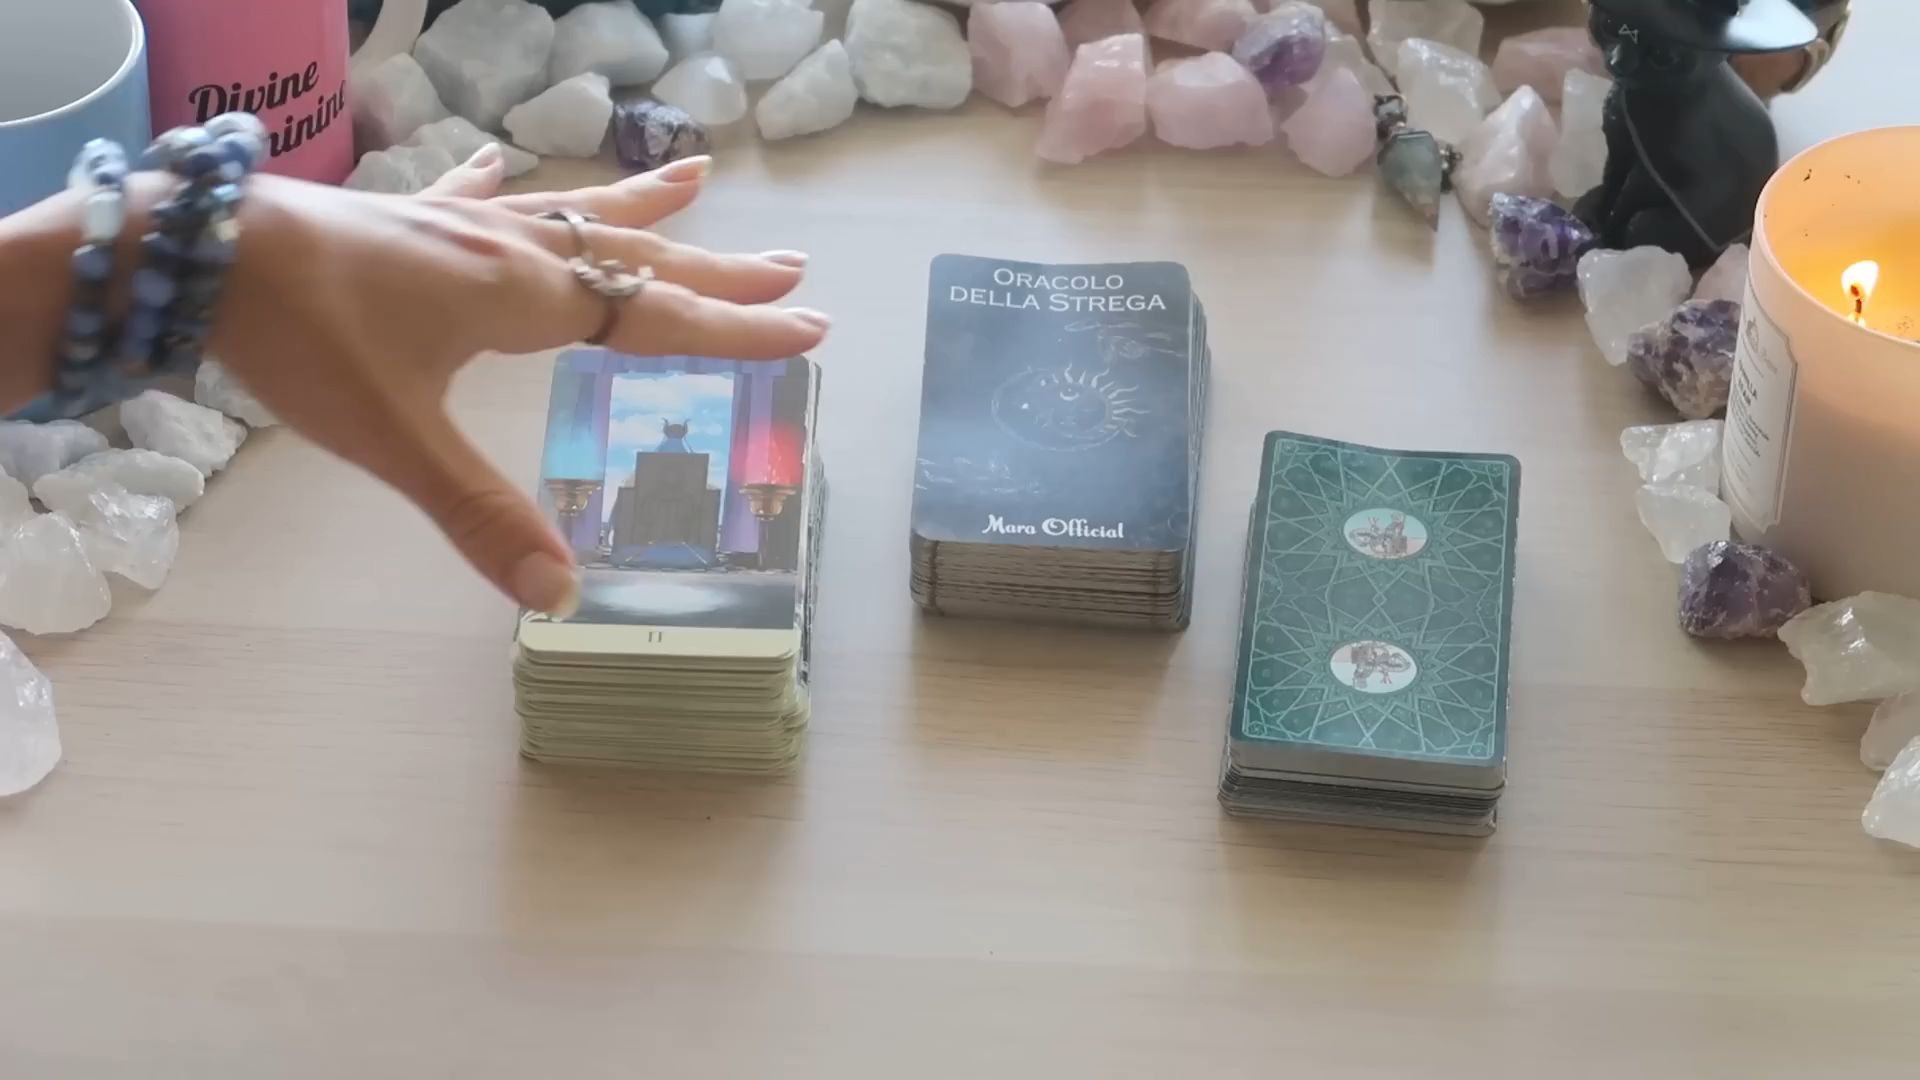 Divine
ORACOLO
DELLA STREGA
Mara Official
II